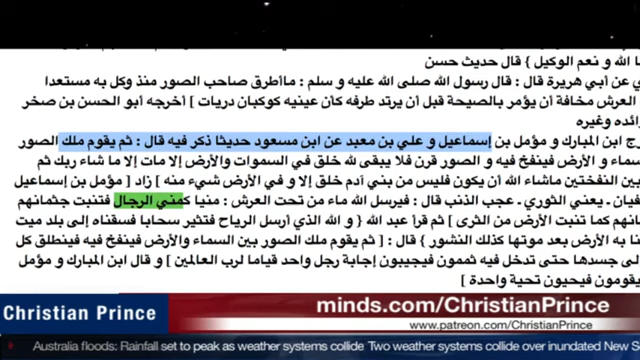 ما الله و نعم الوكيل } قال حديث حسن
ي عن أبي هريرة قال : قال رسول الله صلى الله عليه و سلم : ماأطرق صاحب الصور منذ وكل به مستعدا
العرش مخافة أن يؤمر بالصيحة قبل أن يرتد طرفه كأن عينيه كوكبان دريات ] أخرجه أبو الحسن بن صخر
وائده وغيره
رج ابن المبارك و مؤمل بن إسماعيل و علي بن معبد عن ابن مسعود حديثا ذكر فيه قال : ثم يقوم ملك الصور
سماء و الأرض فينفخ فيه و الصور قرن فلا يبقى لله خلق في السموات والأرض إلا مات إلا ما شاء ربك ثم
بين النفختين ماشاء الله أن يكون فليس من بني آدم خلق إلا و في الأرض شيء منه ] زاد [ مؤمل بن إسماعيل
فيان ـ يعني الثوري ـ عجب الذنب قال : فيرسل الله ماء من تحت العرش : منيا كمني الرجال فتنبت جثمانهم
مانهم كما تنبت الأرض من الثرى ] ثم قرأ عبد الله { و الله الذي أرسل الرياح فتثير سحابا فسقناه إلى بلد ميت
نا به الأرض بعد موتها كذلك النشور } قال : [ ثم يقوم ملك الصور بين السماء والأرض فينفخ فيه فينطلق كل
لى جسدها حتى تدخل فيه ثممون فيجيبون إجابة رجل واحد قياما لرب العالمين ] و قال ابن المبارك و مؤمل
يقومون فيحيون تحية واحدة ]
Christian Prince
minds.com/ChristianPrince
www.patreon.com/ChristianPrince
Australia floods: Rainfall set to peak as weather systems collide Two weather systems collide over inundated New S